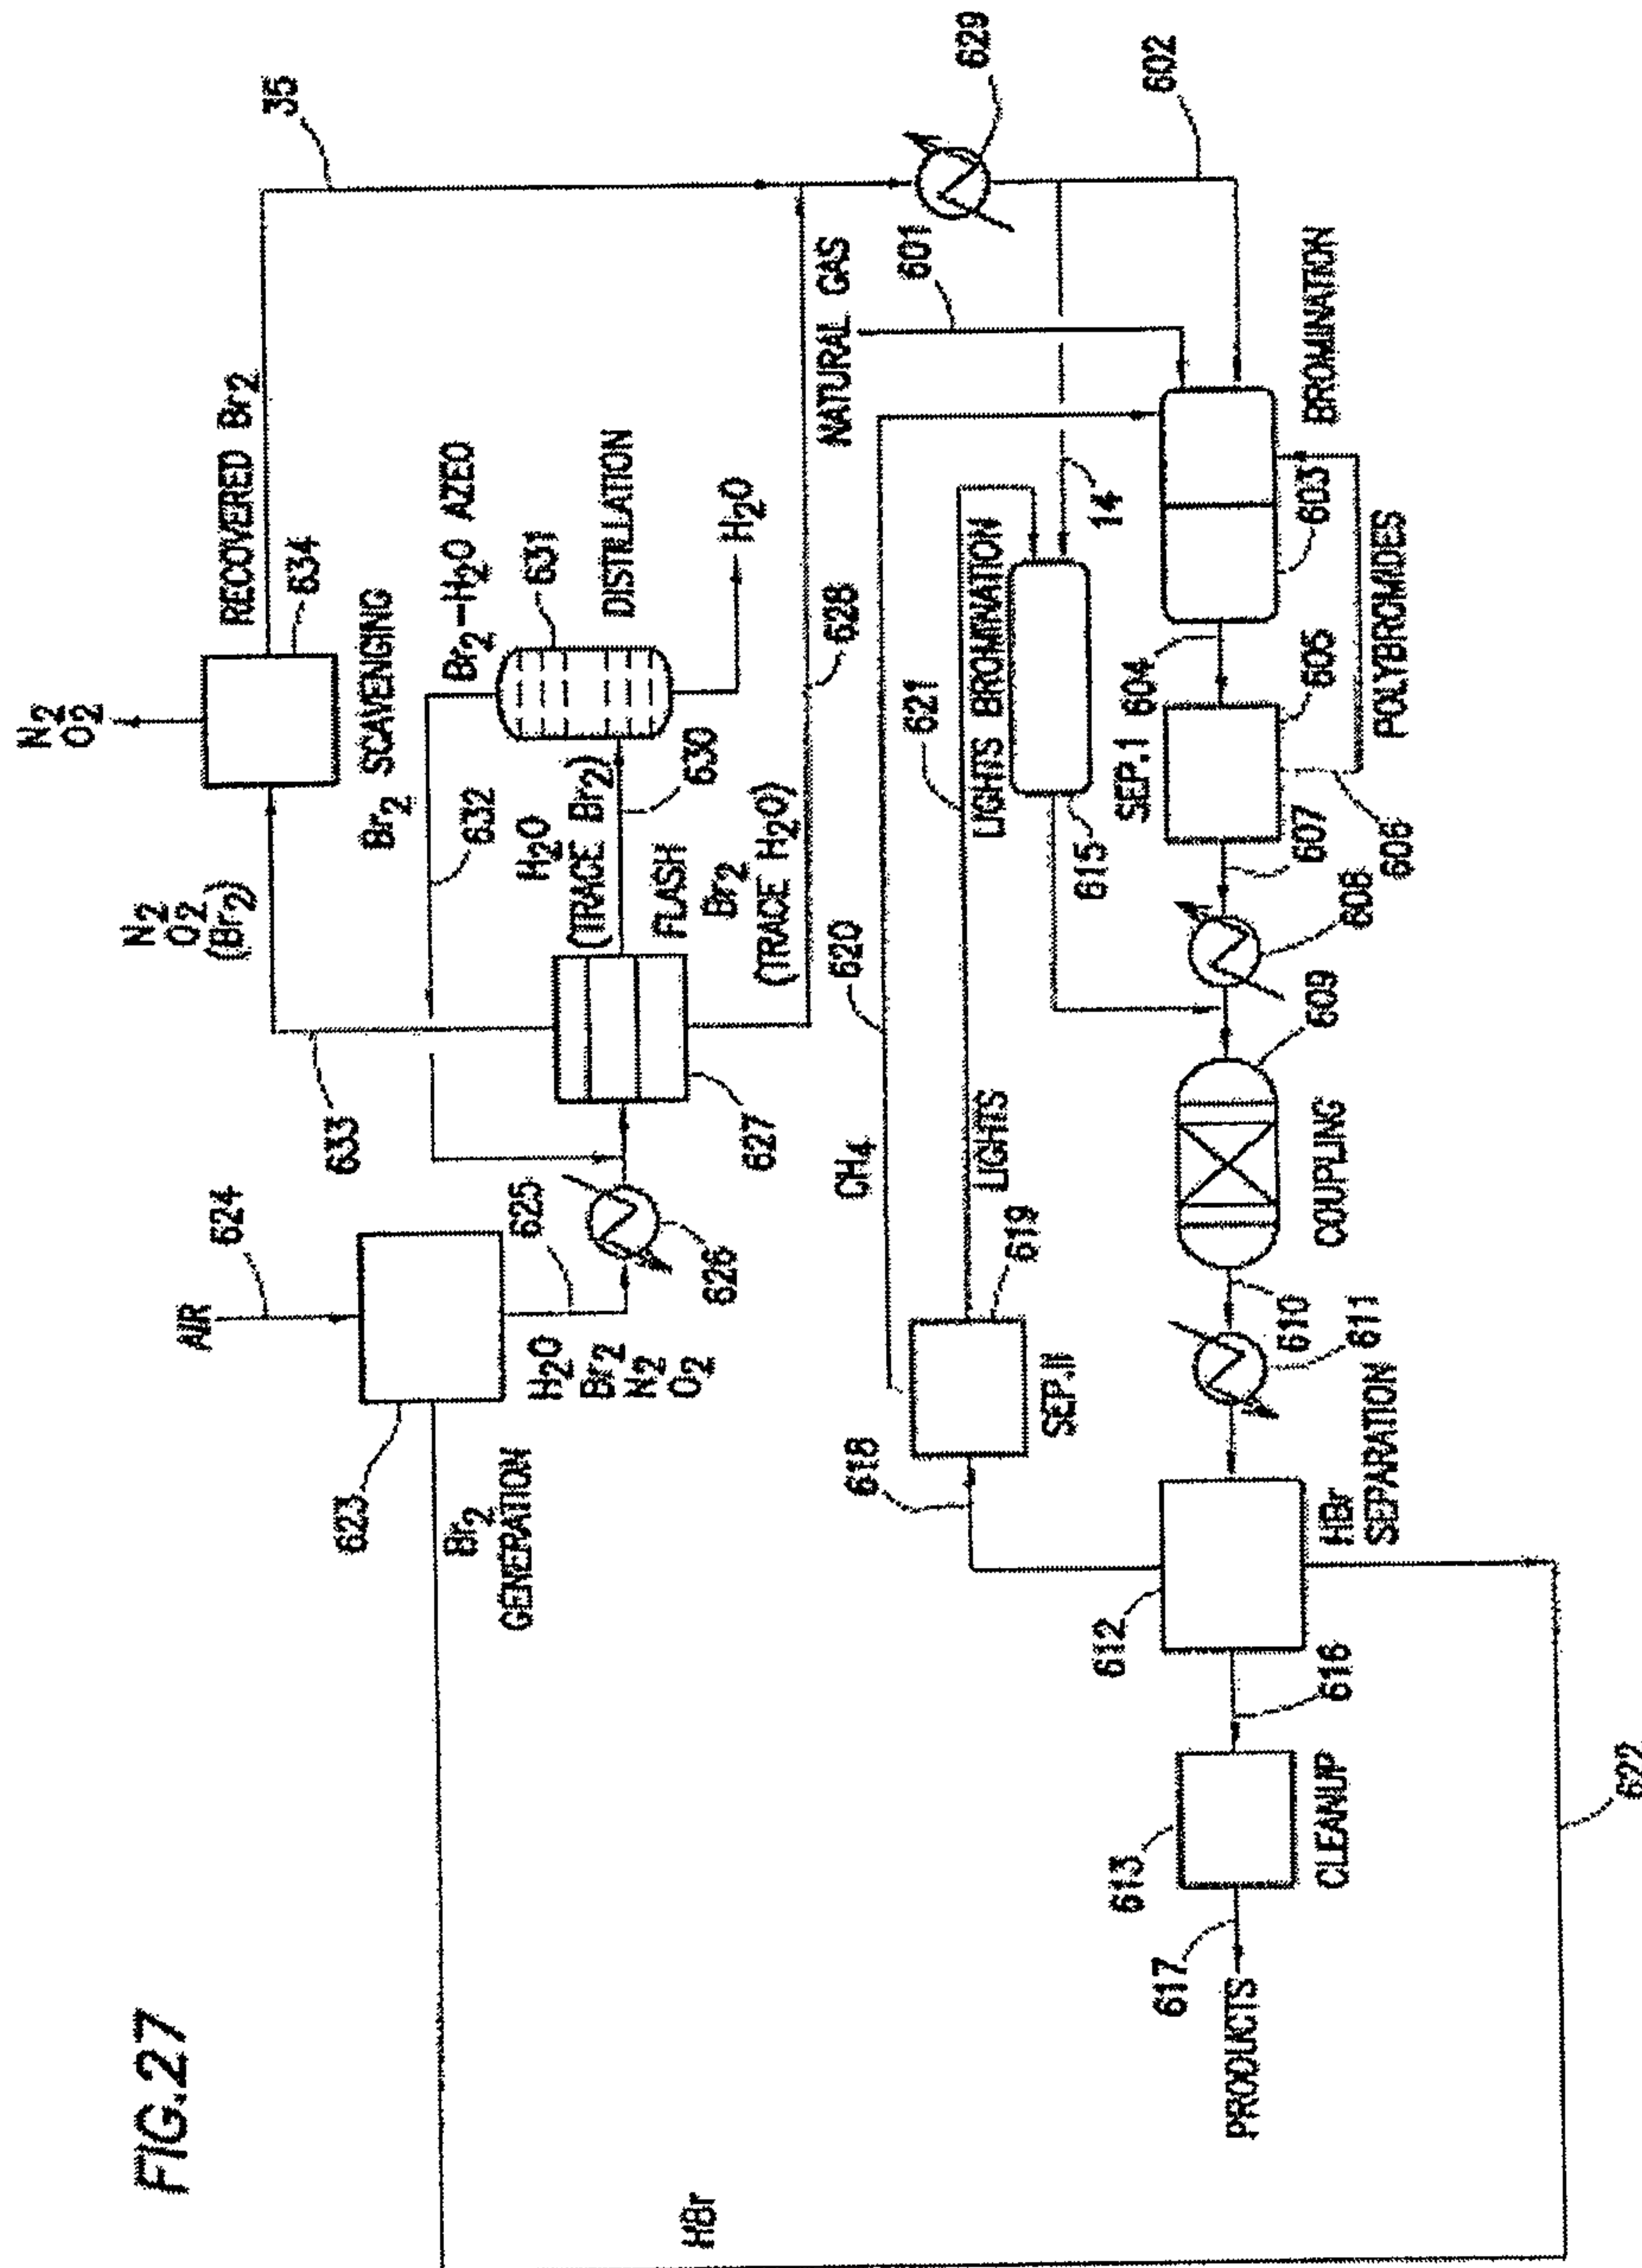 FIG.27
HBr
AIR
624
623
Br2
GENERATION
H2O
Br2
N2
O2
625
626
633
N2
O2
(Br2)
N2
O2
634
RECOVERED Br2
35
Br2 SCAVENGING
632
Br2-H2O AZEO
631
DISTILLATION
H2O
(TRACE Br2)
630
H2O
FLASH
627
Br2
(TRACE H2O)
628
629
NATURAL GAS
601
602
CH4
620
621
LIGHTS
LIGHTS BROMINATION
14
615
618
619
SEP.II
SEP.1
604
605
606
607
608
603
BROMINATION
POLYBROMIDES
609
COUPLING
610
611
HBr
SEPARATION
612
616
613
CLEANUP
617
PRODUCTS
622